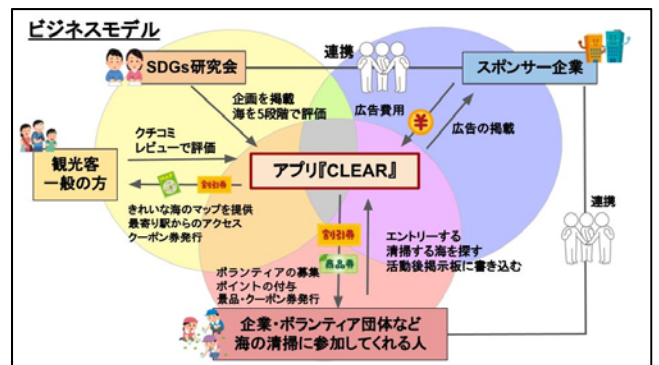 ビジネスモデル
SDGs研究会
連携
スポンサー企業
企画を掲載
海を5段階で評価
広告費用
¥
広告の掲載
クチコミ
レビューで評価
観光客
一般の方
アプリ『CLEAR』
割引券
きれいな海のマップを提供
最寄り駅からのアクセス
クーポン券発行
連携
割引券
商品券
エントリーする
清掃する海を探す
活動後掲示板に書き込む
ボランティアの募集
ポイントの付与
景品・クーポン券発行
企業・ボランティア団体など
海の清掃に参加してくれる人